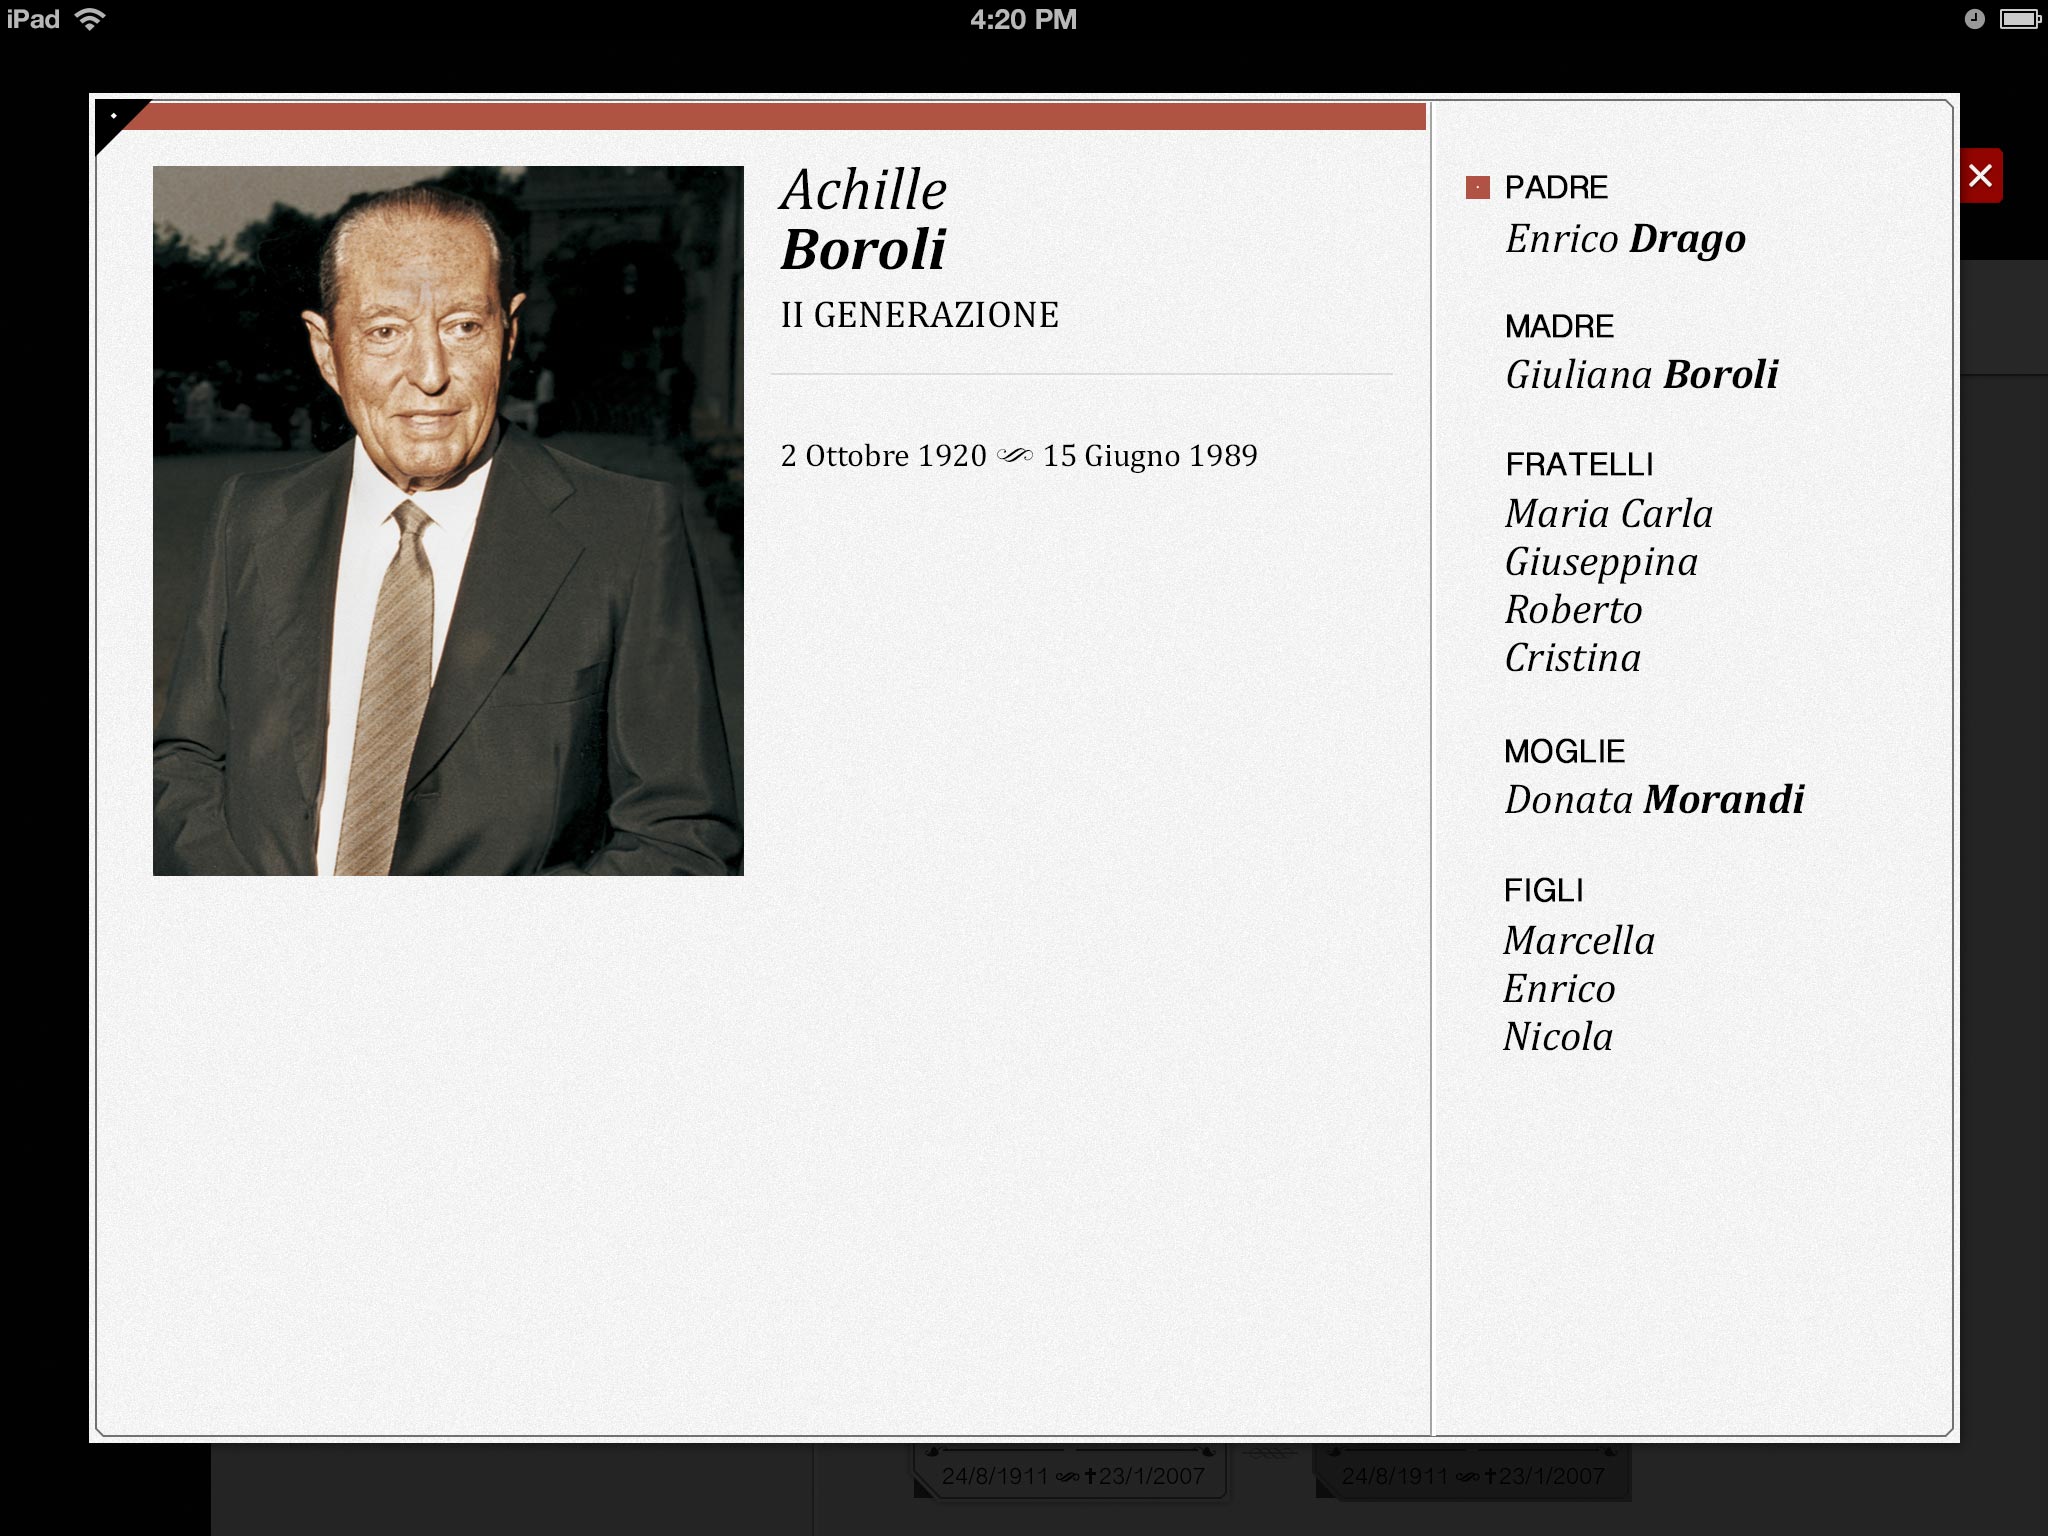 iPad
4:20 PM
Achille
Boroli
II GENERAZIONE
2 Ottobre 1920 15 Giugno 1989
PADRE
Enrico Drago
MADRE
Giuliana Boroli
FRATELLI
Maria Carla
Giuseppina
Roberto
Cristina
MOGLIE
Donata Morandi
FIGLI
Marcella
Enrico
Nicola
24/8/1911 ✝23/1/2007
24/8/1911 ✝23/1/2007